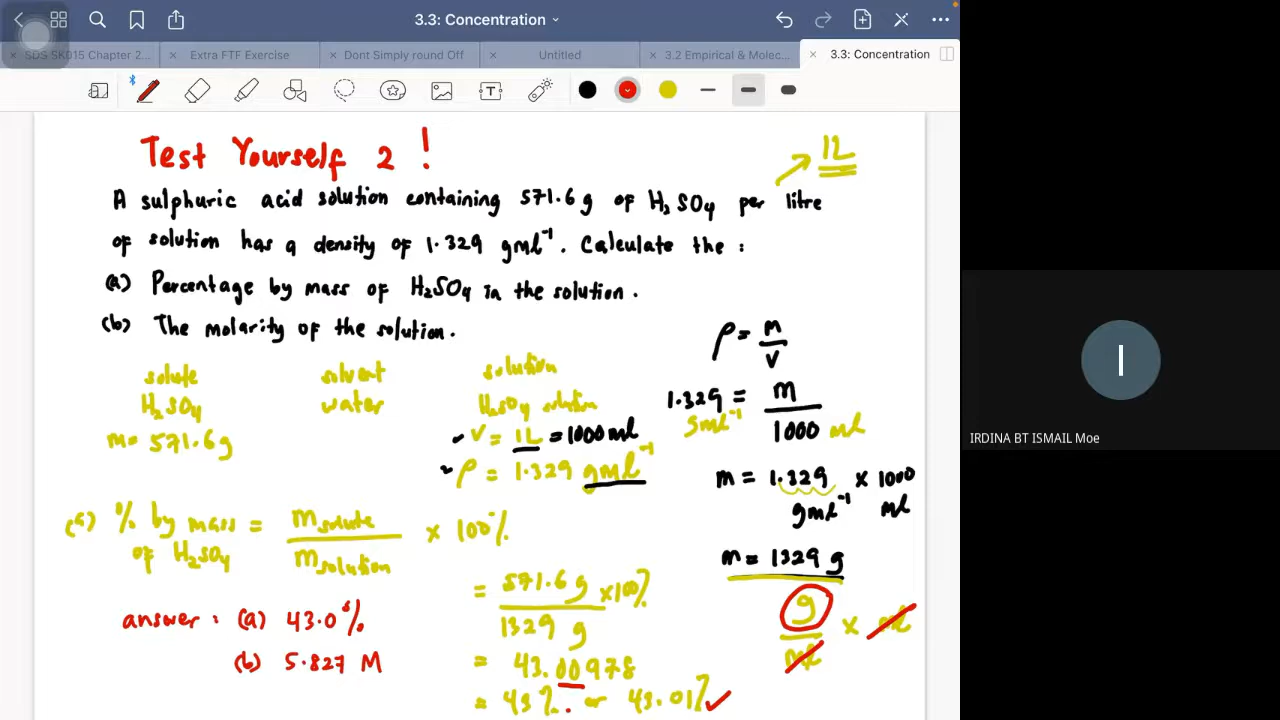 3.3: Concentration
SDS SK015 Chapter 2...
Extra FTF Exercise
Dont Simply round Off
Untitled
3.2 Empirical & Molec...
3.3: Concentration
Test Yourself 2 !
1L
A sulphuric acid solution containing 571.6 g of H2SO4 per litre
of solution has a density of 1.329 gml⁻¹. Calculate the :
(a) Percentage by mass of H2SO4 in the solution.
(b) The molarity of the solution.
solute
H2SO4
m = 571.6 g
solvent
water
solution
H2SO4 solution
V = 1L = 1000 ml
ρ = 1.329 gml⁻¹
ρ = m/V
1.329 gml⁻¹ = m/1000 ml
m = 1.329 gml⁻¹ × 1000 ml
m = 1329 g
g/ml × ml
(a) % by mass of H2SO4 = m solute/m solution × 100%
= 571.6 g/1329 g × 100%
= 43.00978
= 43% or 43.01%
answer : (a) 43.0%
(b) 5.827 M
I
IRDINA BT ISMAIL Moe